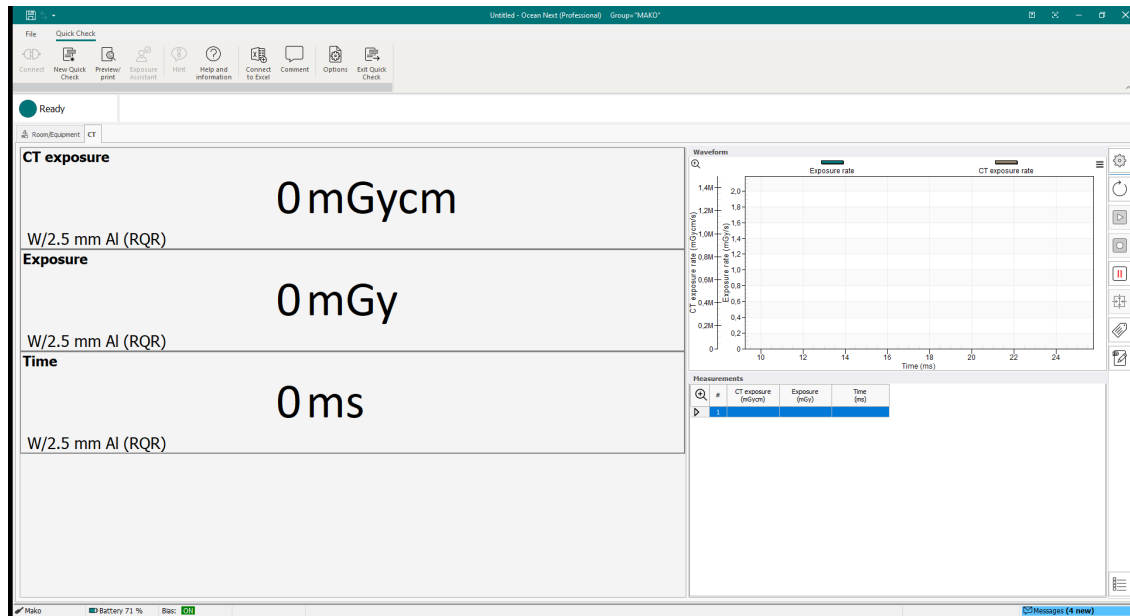 Untitled - Ocean Next (Professional) Group="MAKO"
File Quick Check
Connect
New Quick Check
Preview/ print
Exposure Assistant
Hint
Help and information
Connect to Excel
Comment
Options
Exit Quick Check
Ready
Room/Equipment CT
CT exposure
0 mGycm
W/2.5 mm Al (RQR)
Exposure
0 mGy
W/2.5 mm Al (RQR)
Time
0 ms
W/2.5 mm Al (RQR)
Waveform
Exposure rate CT exposure rate
CT exposure rate (mGycm/s)
1,4M
1,2M
1,0M
0,8M
0,6M
0,4M
0,2M
0
Exposure rate (mGy/s)
2,0
1,8
1,6
1,4
1,2
1,0
0,8
0,6
0,4
0,2
0
10 12 14 16 18 20 22 24
Time (ms)
Measurements
# CT exposure (mGycm) Exposure (mGy) Time (ms)
1
Mako Battery 71 % Bias: ON Messages (4 new)